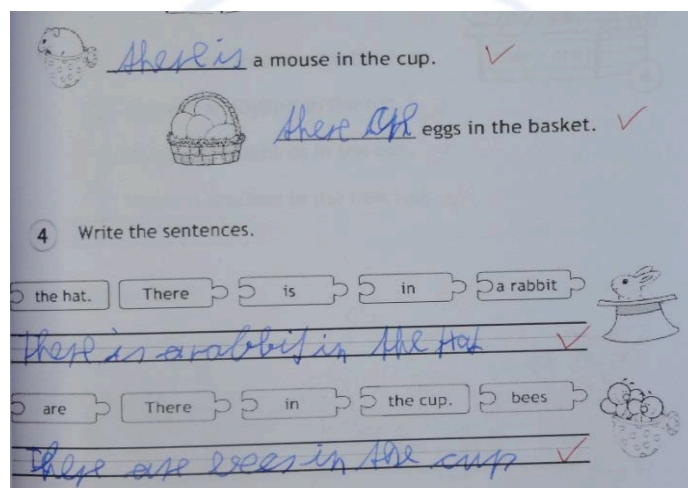 there is a mouse in the cup.
there are eggs in the basket.
4 Write the sentences.
the hat. There is in a rabbit
there is a rabbit in the Hat
are There in the cup. bees
There are bees in the cup